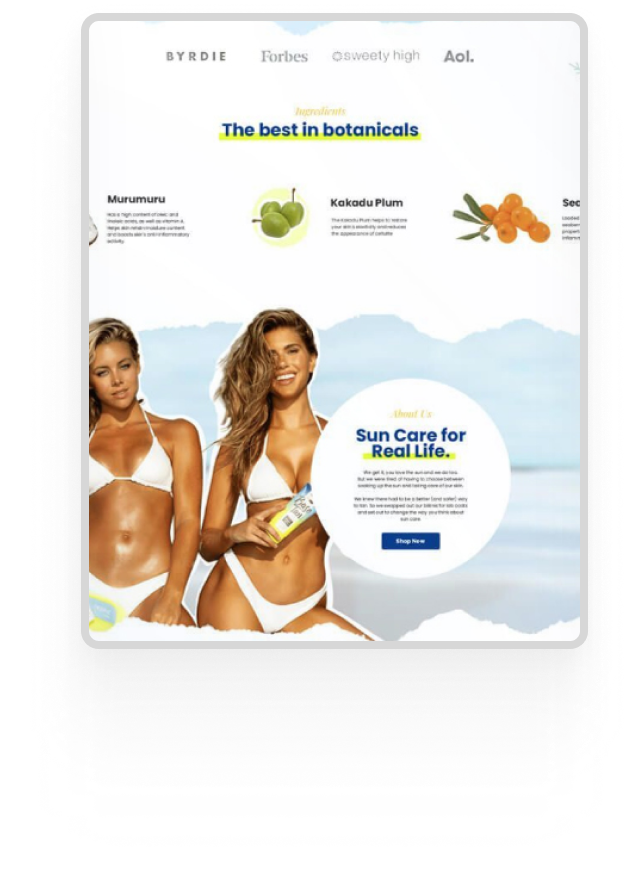 BYRDIE
Forbes
sweety high
Aol.
Ingredients
The best in botanicals
Murumuru
Has a high content of oleic and
linoleic acids, as well as vitamin A.
Helps skin retain moisture content
and boosts skin's anti-inflammatory
activity.
Kakadu Plum
The Kakadu Plum helps to restore
your skin's elasticity and reduces
the appearance of cellulite
About Us
Sun Care for
Real Life.
We get it, you love the sun and we do too.
But we were tired of having to choose between
soaking up the sun and taking care of our skin.
We knew there had to be a better (and safer) way
to tan. So we swapped out our bikinis for lab coats
and set out to change the way you think about
sun care.
Shop Now